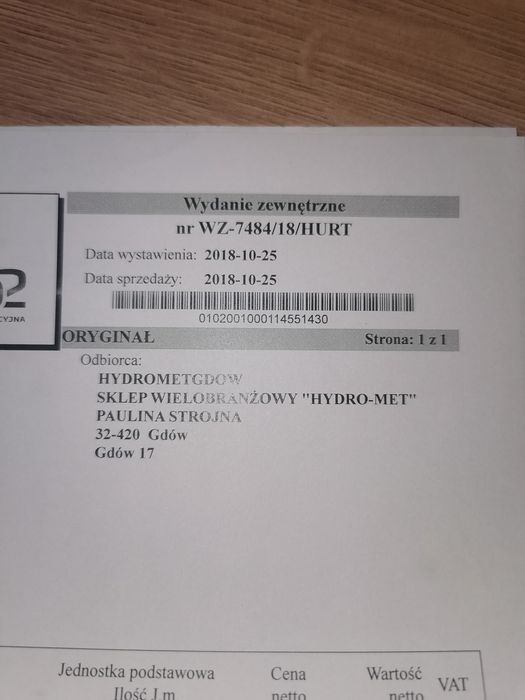 Wydanie zewnętrzne
nr WZ-7484/18/HURT
Data wystawienia: 2018-10-25
Data sprzedaży: 2018-10-25
0102001000114551430
CYJNA
ORYGINAŁ Strona: 1 z 1
Odbiorca:
HYDROMETGDOW
SKLEP WIELOBRANŻOWY "HYDRO-MET"
PAULINA STROJNA
32-420 Gdów
Gdów 17
Jednostka podstawowa Cena Wartość VAT
Ilość J.m. netto netto